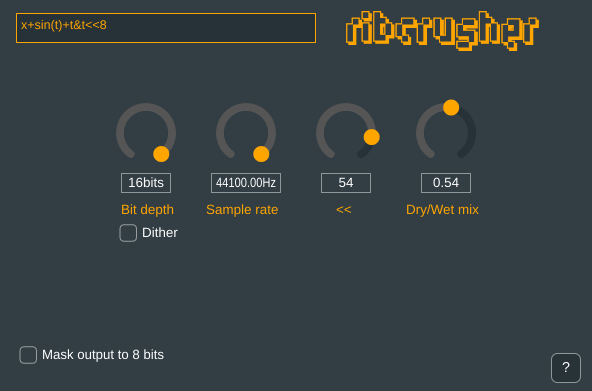 x+sin(t)+t&t<<8
ribcrusher
16bits
44100.00Hz
54
0.54
Bit depth
Sample rate
<<
Dry/Wet mix
Dither
Mask output to 8 bits
?